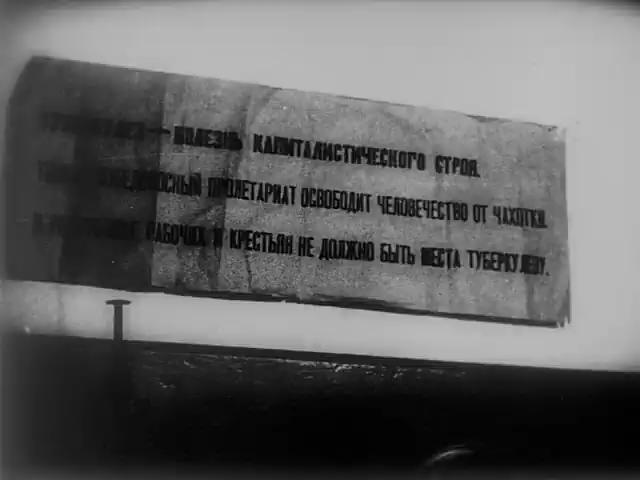 — БОЛЕЗНЬ КАПИТАЛИСТИЧЕСКОГО СТРОЯ.
ПРОЛЕТАРИАТ ОСВОБОДИТ ЧЕЛОВЕЧЕСТВО ОТ ЧАХОТКИ.
РАБОЧИХ И КРЕСТЬЯН НЕ ДОЛЖНО БЫТЬ МЕСТА ТУБЕРКУЛЕЗУ.